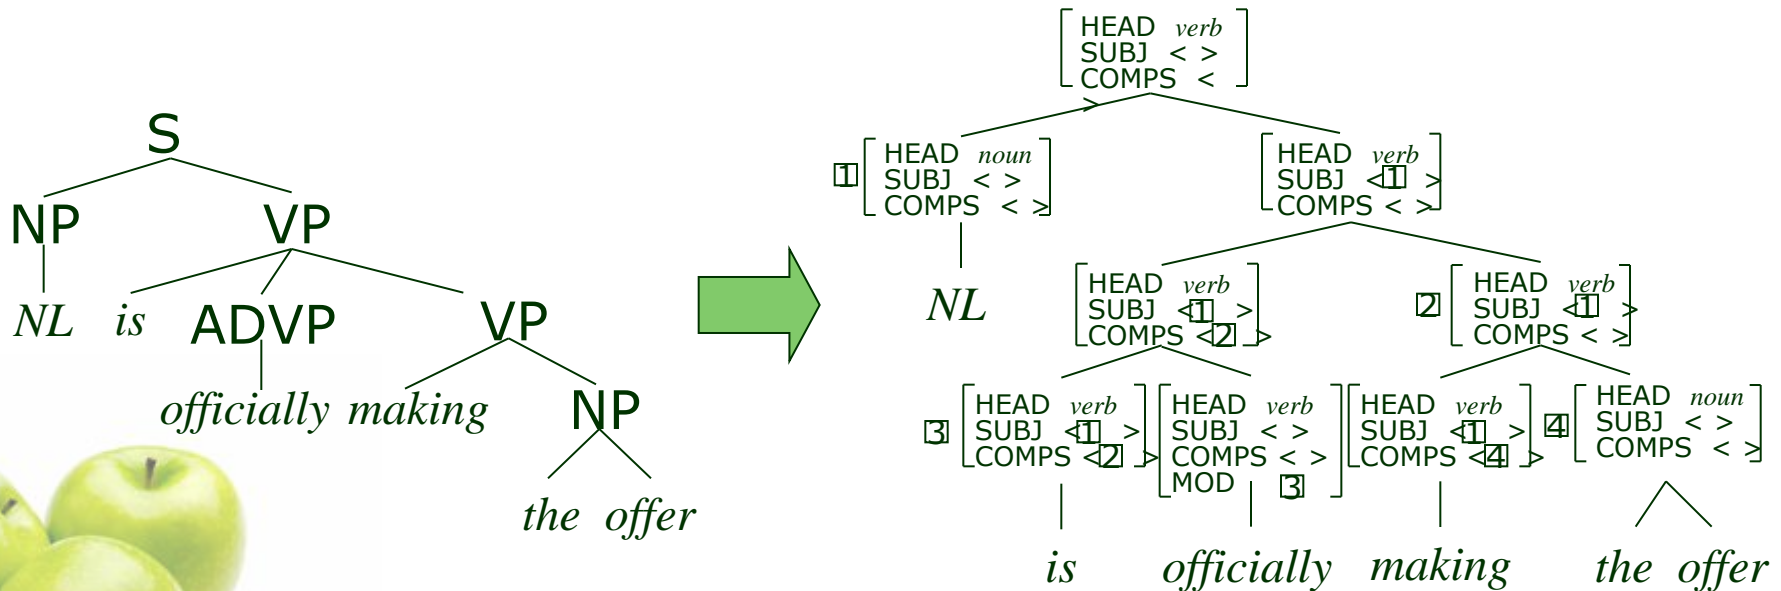 S
NP VP
NL is ADVP VP
officially making NP
the offer
HEAD verb
SUBJ < >
COMPS <
>
1 HEAD noun
SUBJ < >
COMPS < >
HEAD verb
SUBJ <1 >
COMPS < >
NL
HEAD verb
SUBJ <1 >
COMPS <2 >
2 HEAD verb
SUBJ <1 >
COMPS < >
3 HEAD verb
SUBJ <1 >
COMPS <2 >
HEAD verb
SUBJ < >
COMPS < >
MOD 3
HEAD verb
SUBJ <1 >
COMPS <4 >
4 HEAD noun
SUBJ < >
COMPS < >
is officially making the offer